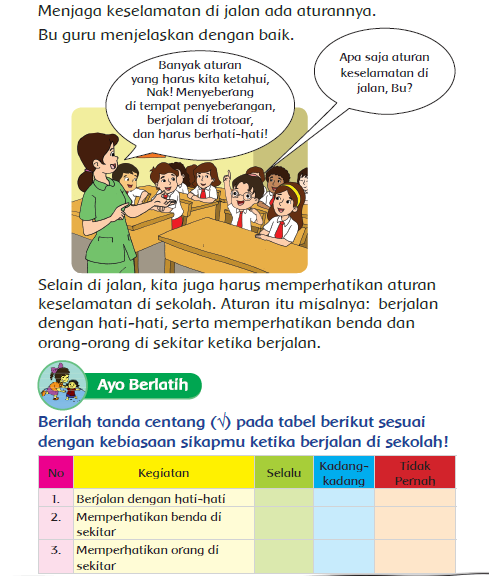 Menjaga keselamatan di jalan ada aturannya.
Bu guru menjelaskan dengan baik.
Banyak aturan
yang harus kita ketahui,
Nak! Menyeberang
di tempat penyeberangan,
berjalan di trotoar,
dan harus berhati-hati!
Apa saja aturan
keselamatan di
jalan, Bu?
Selain di jalan, kita juga harus memperhatikan aturan
keselamatan di sekolah. Aturan itu misalnya: berjalan
dengan hati-hati, serta memperhatikan benda dan
orang-orang di sekitar ketika berjalan.
Ayo Berlatih
Berilah tanda centang (√) pada tabel berikut sesuai
dengan kebiasaan sikapmu ketika berjalan di sekolah!
No Kegiatan Selalu Kadang-kadang Tidak Pernah
1. Berjalan dengan hati-hati
2. Memperhatikan benda di
sekitar
3. Memperhatikan orang di
sekitar